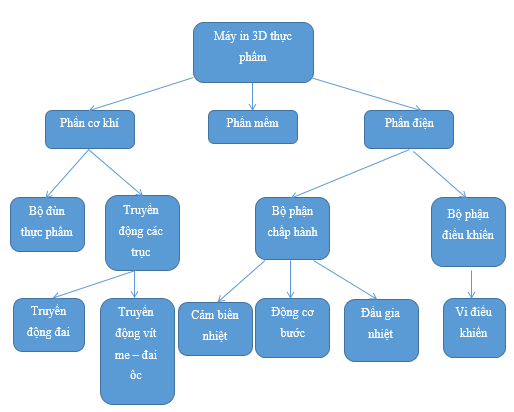 Máy in 3D thực
phẩm
Phần cơ khí
Phần mềm
Phần điện
Bộ đùn
thực phẩm
Truyền
động các
trục
Bộ phận
chấp hành
Bộ phận
điều khiển
Truyền
động đai
Truyền
động vít
me – đai
ốc
Cảm biến
nhiệt
Động cơ
bước
Đầu gia
nhiệt
Vi điều
khiển